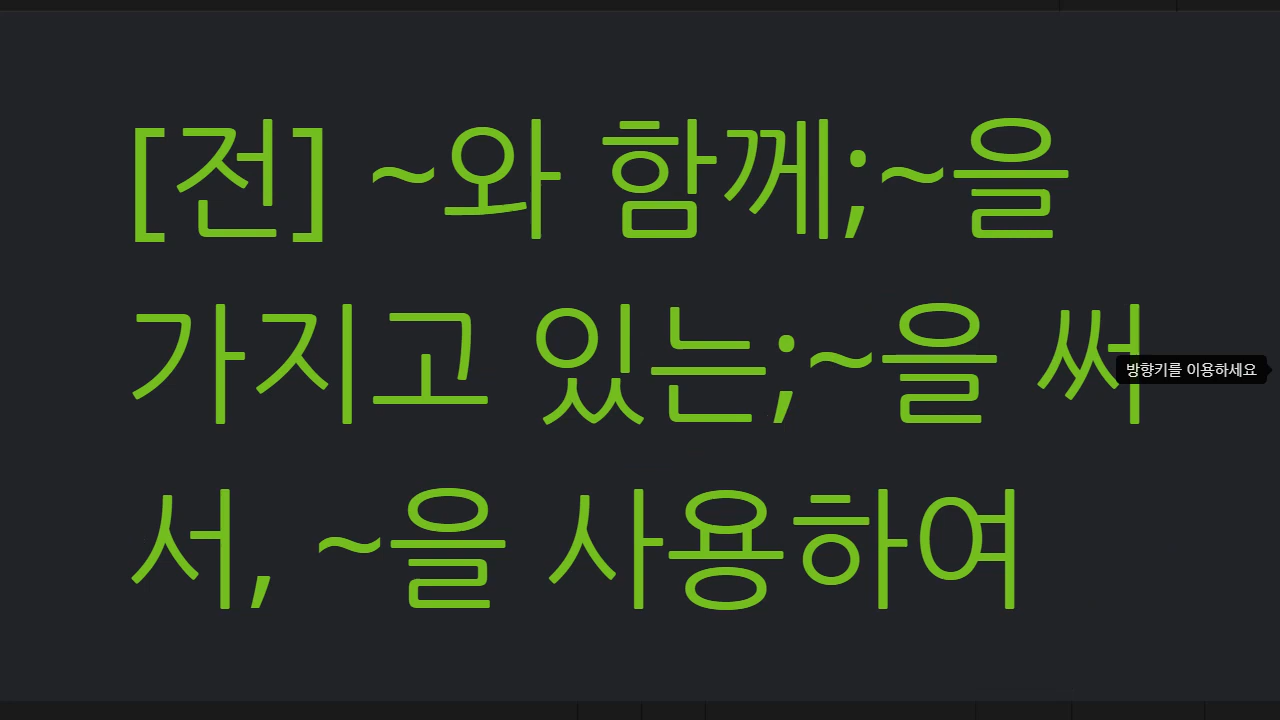 [전] ~와 함께;~을
가지고 있는;~을 써
서, ~을 사용하여
방향키를 이용하세요